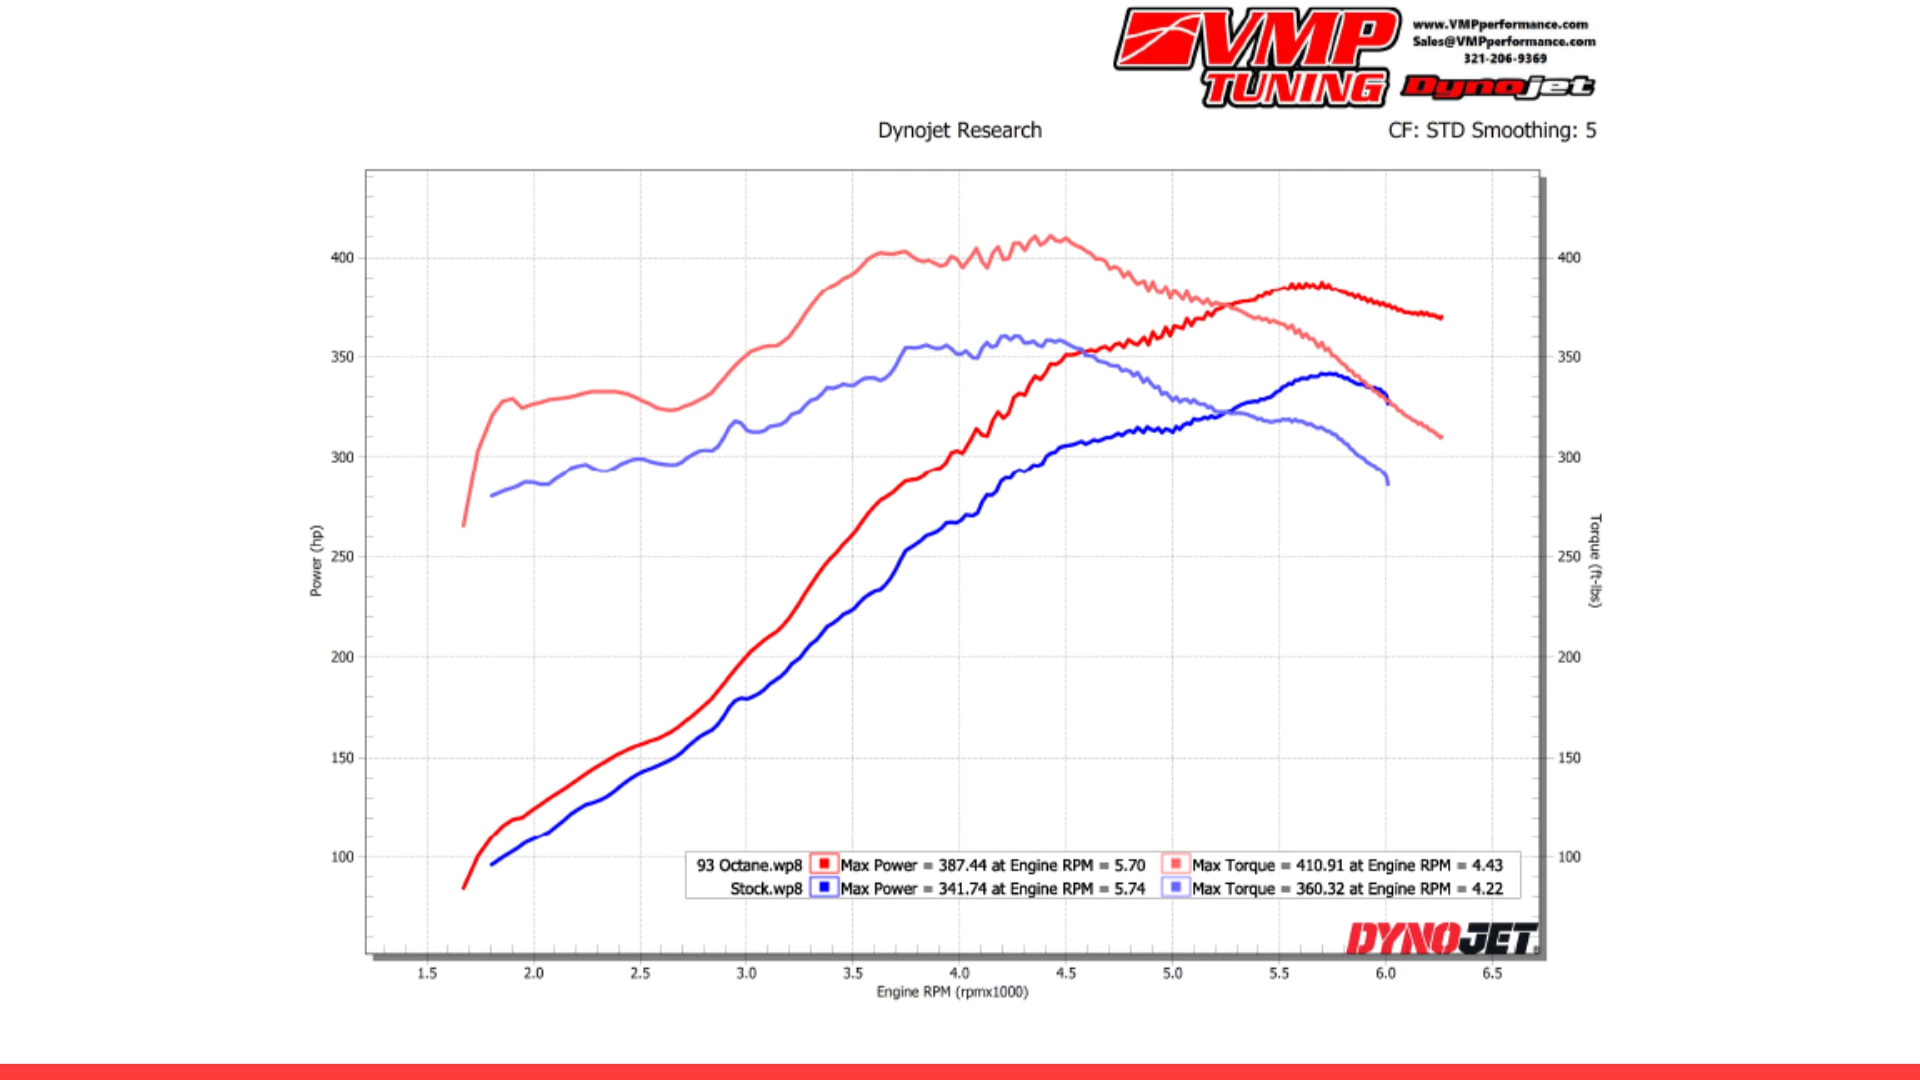 VMP
TUNING
www.VMPperformance.com
Sales@VMPperformance.com
321-206-9369
Dynojet
Dynojet Research
CF: STD Smoothing: 5
400
350
300
250
200
150
100
Power (hp)
400
350
300
250
200
150
100
Torque (ft-lbs)
93 Octane.wp8 Max Power = 387.44 at Engine RPM = 5.70 Max Torque = 410.91 at Engine RPM = 4.43
Stock.wp8 Max Power = 341.74 at Engine RPM = 5.74 Max Torque = 360.32 at Engine RPM = 4.22
DYNOJET
1.5 2.0 2.5 3.0 3.5 4.0 4.5 5.0 5.5 6.0 6.5
Engine RPM (rpmx1000)